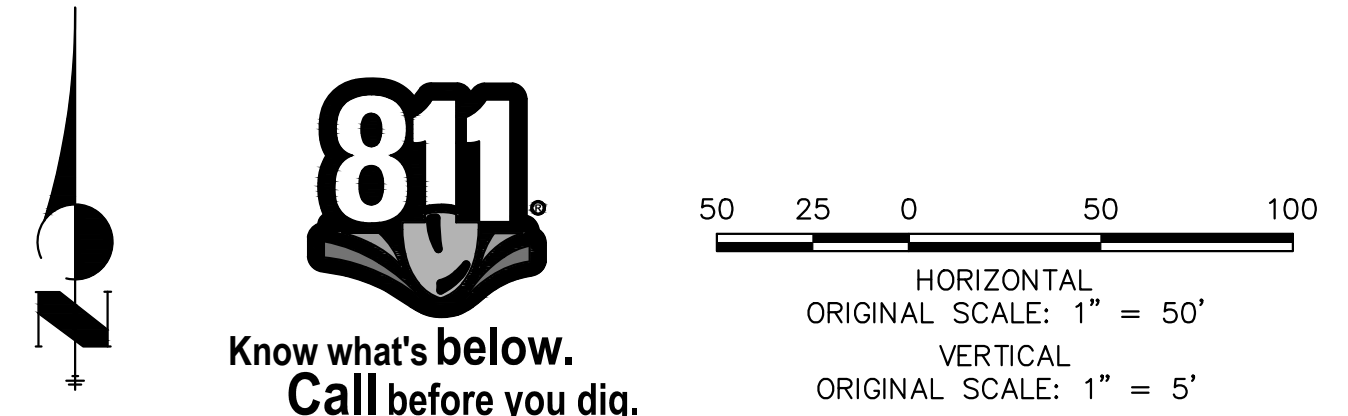 811®
Know what's below.
Call before you dig.
N
50 25 0 50 100
HORIZONTAL
ORIGINAL SCALE: 1" = 50'
VERTICAL
ORIGINAL SCALE: 1" = 5'